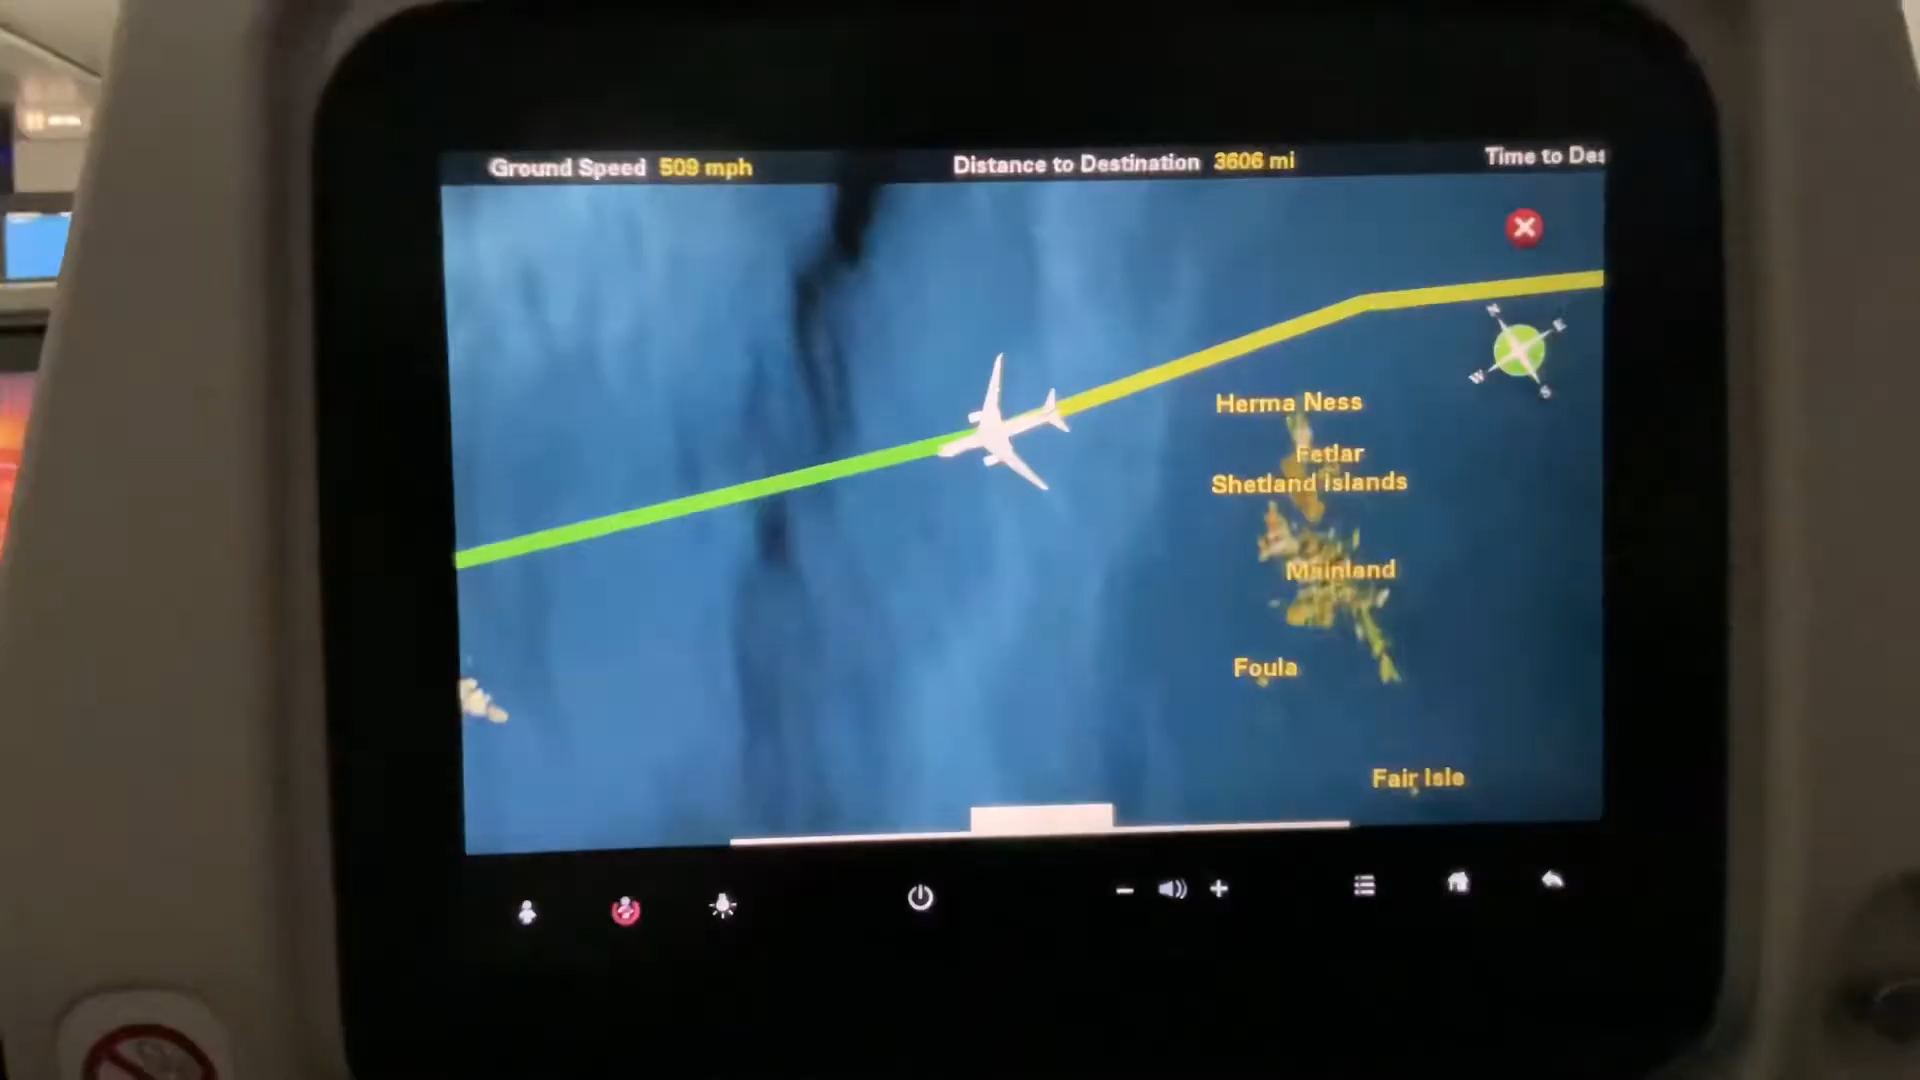 Ground Speed 509 mph
Distance to Destination 3606 mi
Time to Des
N
E
W
S
Herma Ness
Fetlar
Shetland Islands
Mainland
Foula
Fair Isle